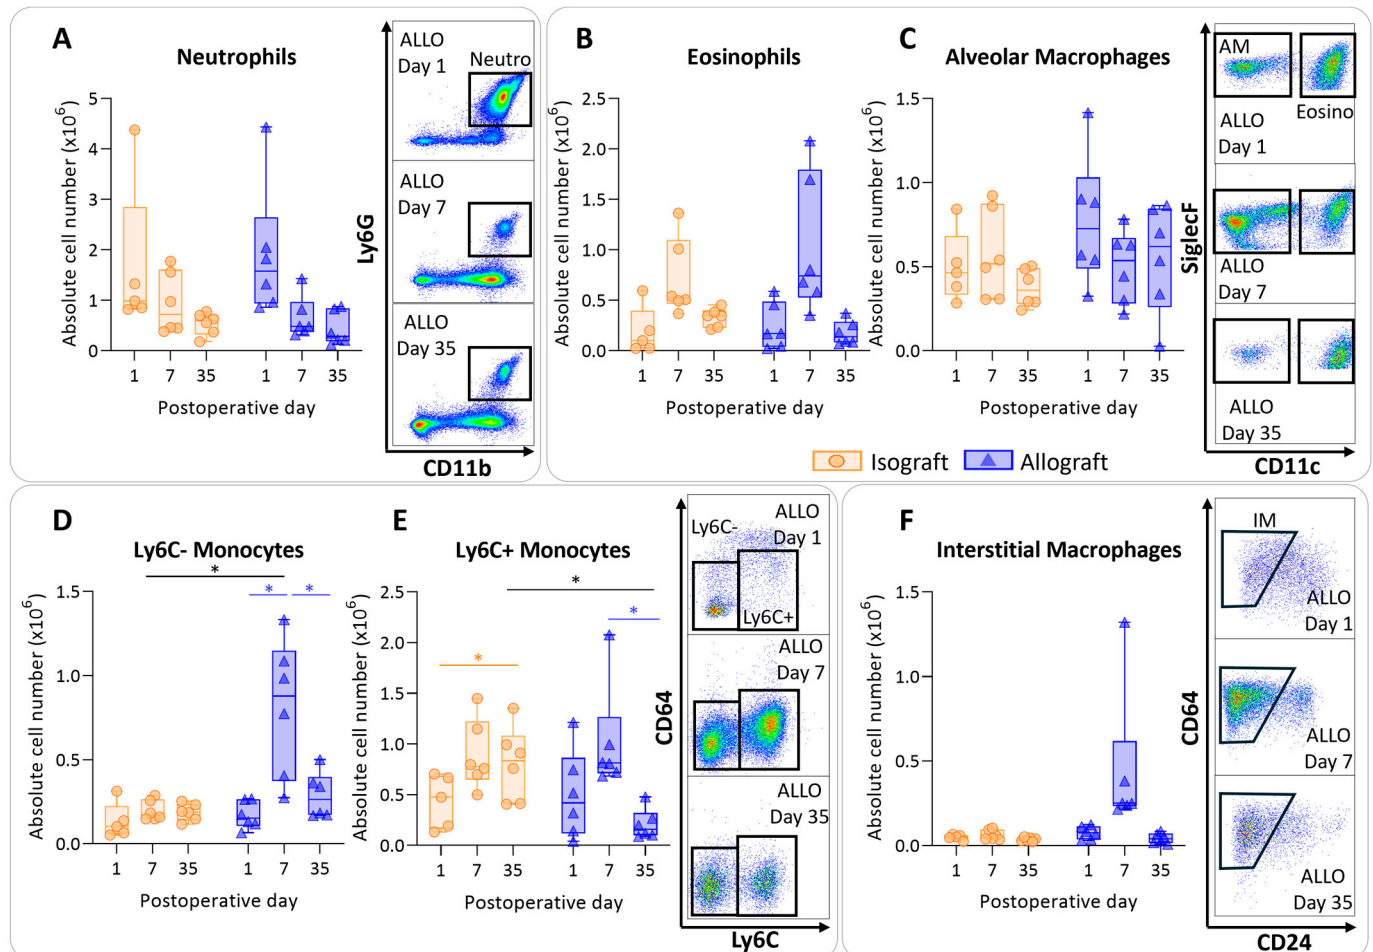 A
Neutrophils
Absolute cell number (x10⁶)
5
4
3
2
1
0
1 7 35 1 7 35
Postoperative day
Ly6G
ALLO
Day 1
Neutro
ALLO
Day 7
ALLO
Day 35
CD11b
B
Eosinophils
Absolute cell number (x10⁶)
2.5
2.0
1.5
1.0
0.5
0.0
1 7 35 1 7 35
Postoperative day
C
Alveolar Macrophages
Absolute cell number (x10⁶)
1.5
1.0
0.5
0.0
1 7 35 1 7 35
Postoperative day
SiglecF
AM
Eosino
ALLO
Day 1
ALLO
Day 7
ALLO
Day 35
CD11c
Isograft Allograft
D
Ly6C- Monocytes
*
* *
Absolute cell number (x10⁶)
1.5
1.0
0.5
0.0
1 7 35 1 7 35
Postoperative day
E
Ly6C+ Monocytes
*
*
*
Absolute cell number (x10⁶)
2.5
2.0
1.5
1.0
0.5
0.0
1 7 35 1 7 35
Postoperative day
CD64
Ly6C-
ALLO
Day 1
Ly6C+
ALLO
Day 7
ALLO
Day 35
Ly6C
F
Interstitial Macrophages
Absolute cell number (x10⁶)
1.5
1.0
0.5
0.0
1 7 35 1 7 35
Postoperative day
CD64
IM
ALLO
Day 1
ALLO
Day 7
ALLO
Day 35
CD24